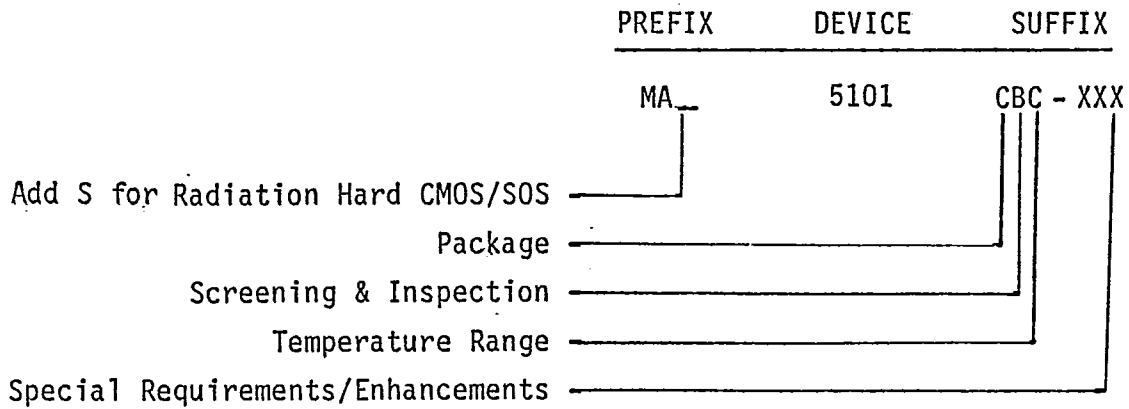 PREFIX DEVICE SUFFIX
MA_ 5101 CBC - XXX
Add S for Radiation Hard CMOS/SOS
Package
Screening & Inspection
Temperature Range
Special Requirements/Enhancements